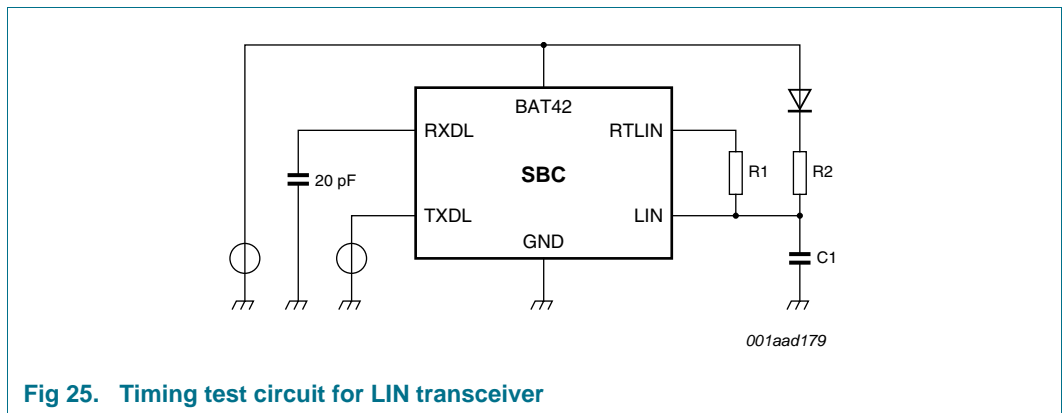 BAT42
RXDL
RTLIN
SBC
20 pF
R1
R2
TXDL
LIN
GND
C1
001aad179
Fig 25. Timing test circuit for LIN transceiver